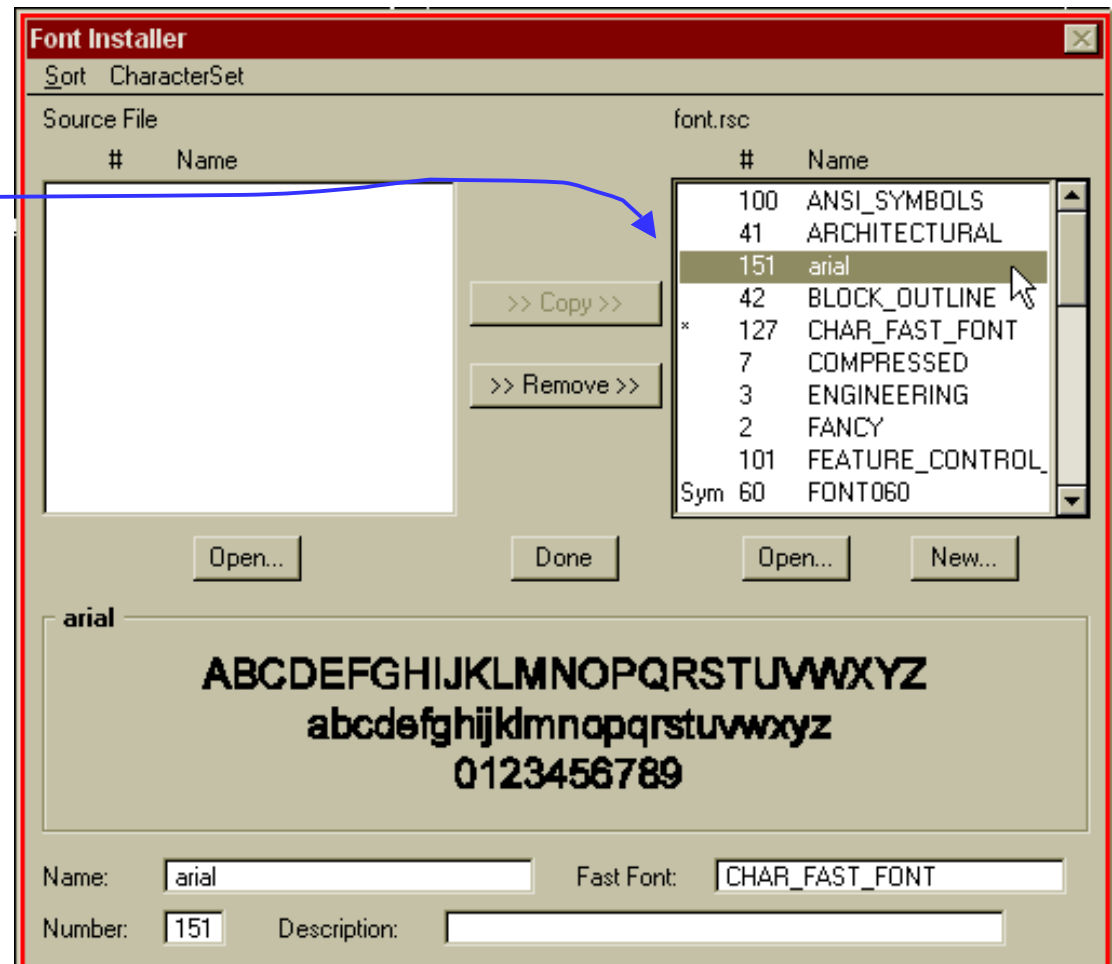 Font Installer
Sort CharacterSet
Source File font.rsc
# Name # Name
100 ANSI_SYMBOLS
41 ARCHITECTURAL
151 arial
42 BLOCK_OUTLINE
>> Copy >>
* 127 CHAR_FAST_FONT
7 COMPRESSED
>> Remove >>
3 ENGINEERING
2 FANCY
101 FEATURE_CONTROL_
Sym 60 FONT060
Open... Done Open... New...
arial
ABCDEFGHIJKLMNOPQRSTUVWXYZ
abcdefghijklmnopqrstuvwxyz
0123456789
Name: arial Fast Font: CHAR_FAST_FONT
Number: 151 Description: